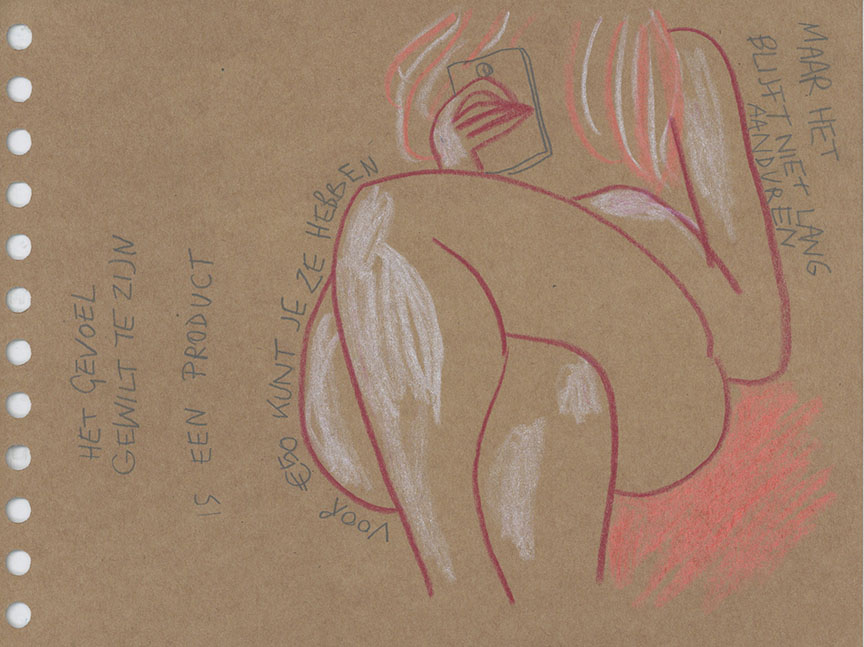 HET GEVOEL
GEWILT TE ZIJN
IS EEN PRODUCT
VOOR €50 KUNT JE ZE HEBBEN
MAAR HET
BLIJFT NIET LANG
AANDUREN